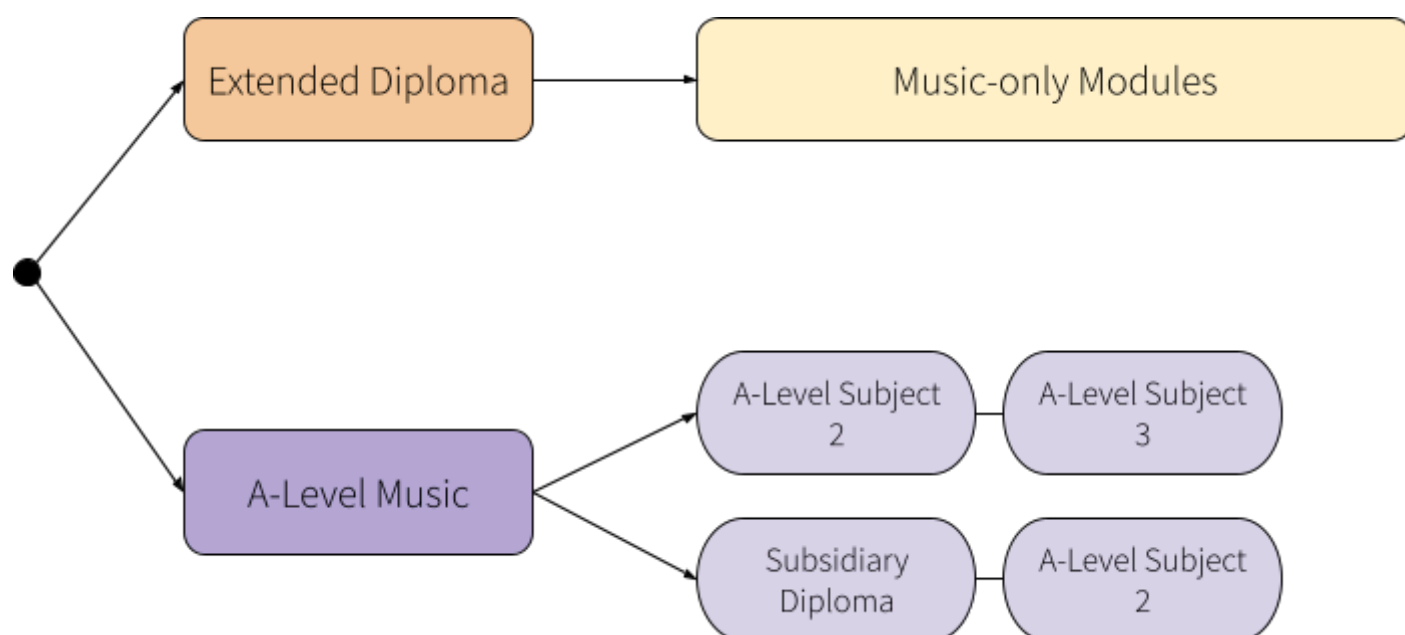 Extended Diploma
Music-only Modules
A-Level Subject
2
A-Level Subject
3
A-Level Music
Subsidiary
Diploma
A-Level Subject
2